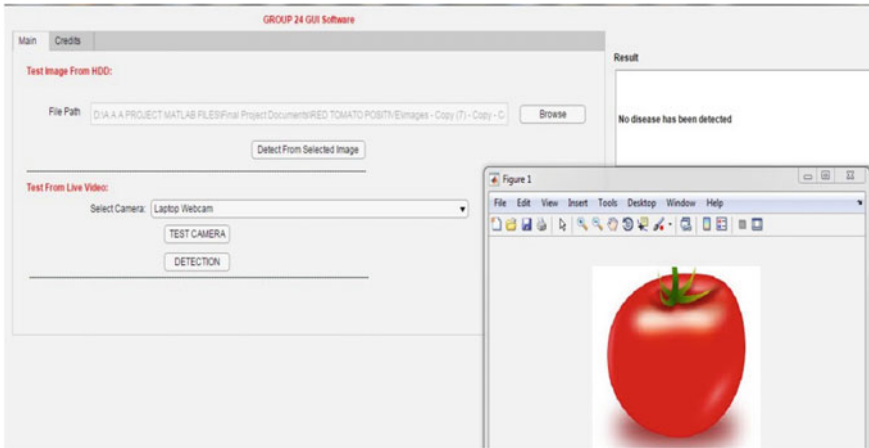 GROUP 24 GUI Software
Main Credits
Test Image From HDD:
File Path D:\A A A PROJECT MATLAB FILES\Final Project Documents\RED TOMATO POSITIVE\images - Copy (7) - Copy - C
Browse
Detect From Selected Image
Test From Live Video:
Select Camera: Laptop Webcam
TEST CAMERA
DETECTION
Result
No disease has been detected
Figure 1
File Edit View Insert Tools Desktop Window Help